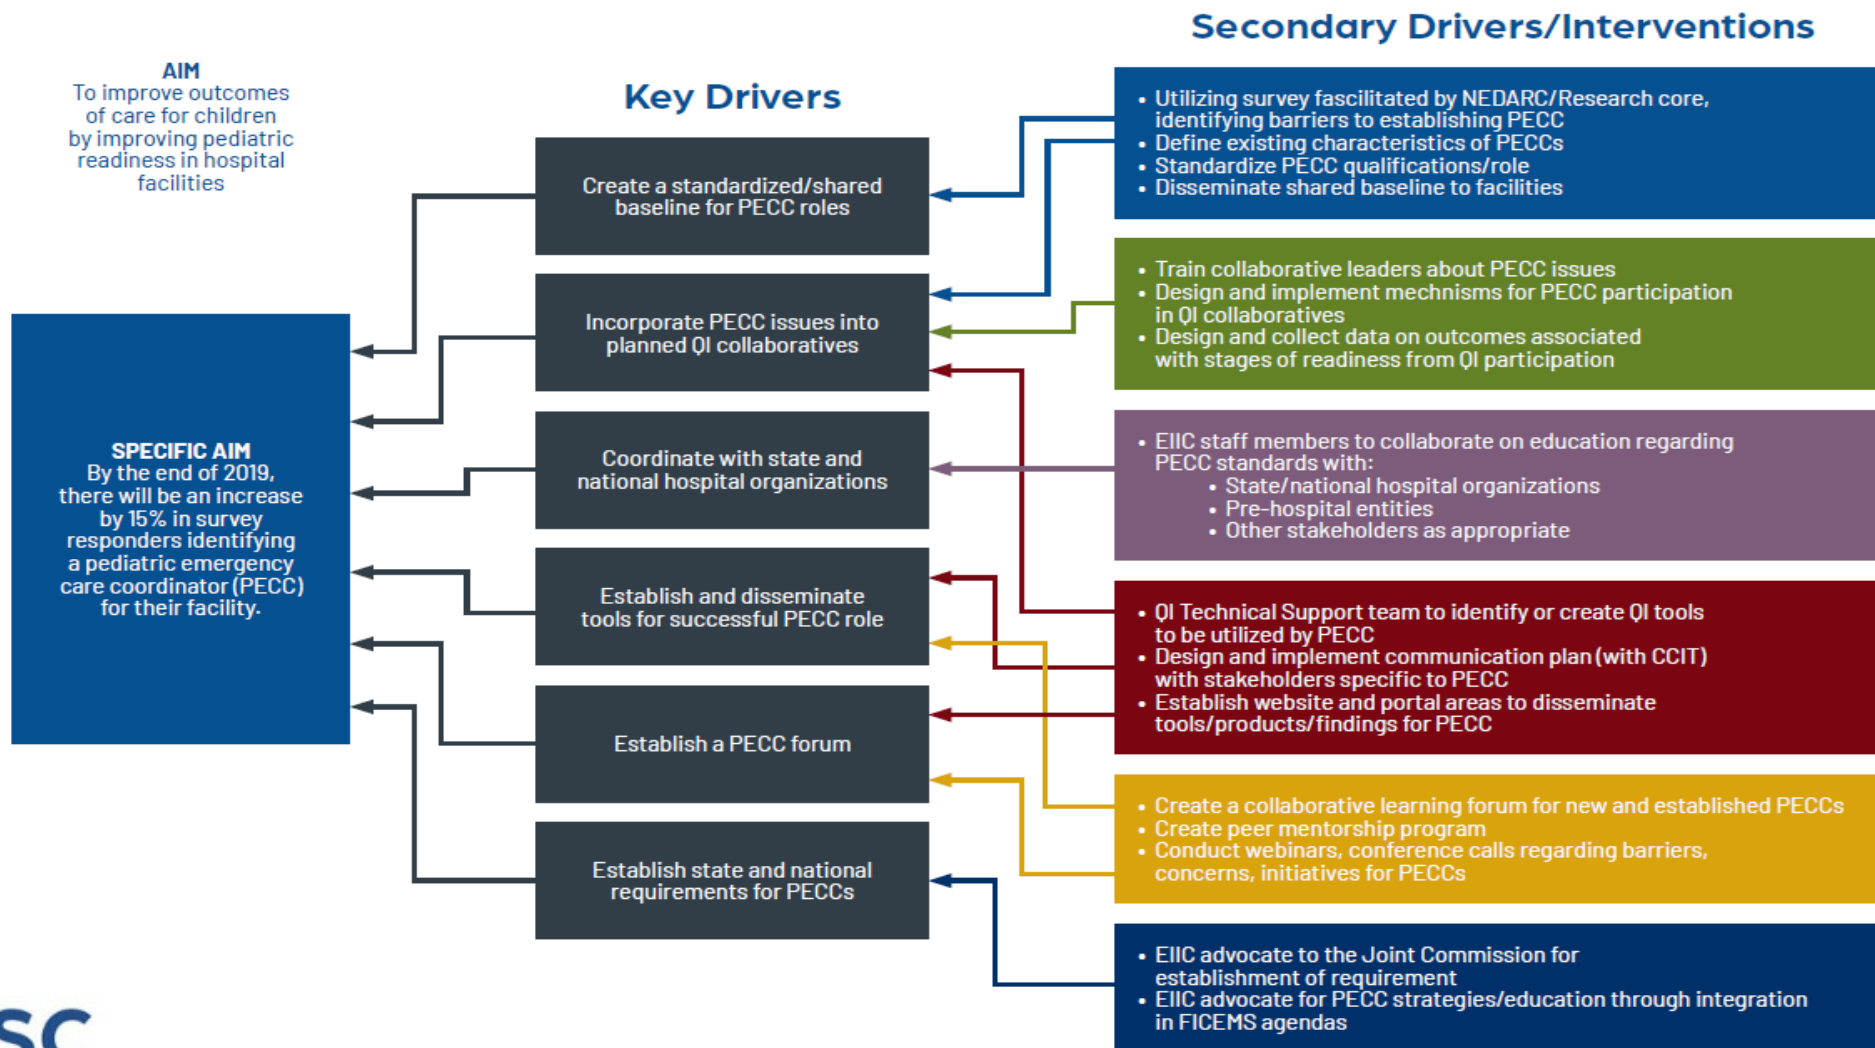 AIM
To improve outcomes
of care for children
by improving pediatric
readiness in hospital
facilities
SPECIFIC AIM
By the end of 2019,
there will be an increase
by 15% in survey
responders identifying
a pediatric emergency
care coordinator (PECC)
for their facility.
Key Drivers
Create a standardized/shared
baseline for PECC roles
Incorporate PECC issues into
planned QI collaboratives
Coordinate with state and
national hospital organizations
Establish and disseminate
tools for successful PECC role
Establish a PECC forum
Establish state and national
requirements for PECCs
Secondary Drivers/Interventions
• Utilizing survey fascilitated by NEDARC/Research core,
identifying barriers to establishing PECC
• Define existing characteristics of PECCs
• Standardize PECC qualifications/role
• Disseminate shared baseline to facilities
• Train collaborative leaders about PECC issues
• Design and implement mechnisms for PECC participation
in QI collaboratives
• Design and collect data on outcomes associated
with stages of readiness from QI participation
• EIIC staff members to collaborate on education regarding
PECC standards with:
• State/national hospital organizations
• Pre-hospital entities
• Other stakeholders as appropriate
• QI Technical Support team to identify or create QI tools
to be utilized by PECC
• Design and implement communication plan (with CCIT)
with stakeholders specific to PECC
• Establish website and portal areas to disseminate
tools/products/findings for PECC
• Create a collaborative learning forum for new and established PECCs
• Create peer mentorship program
• Conduct webinars, conference calls regarding barriers,
concerns, initiatives for PECCs
• EIIC advocate to the Joint Commission for
establishment of requirement
• EIIC advocate for PECC strategies/education through integration
in FICEMS agendas
SC